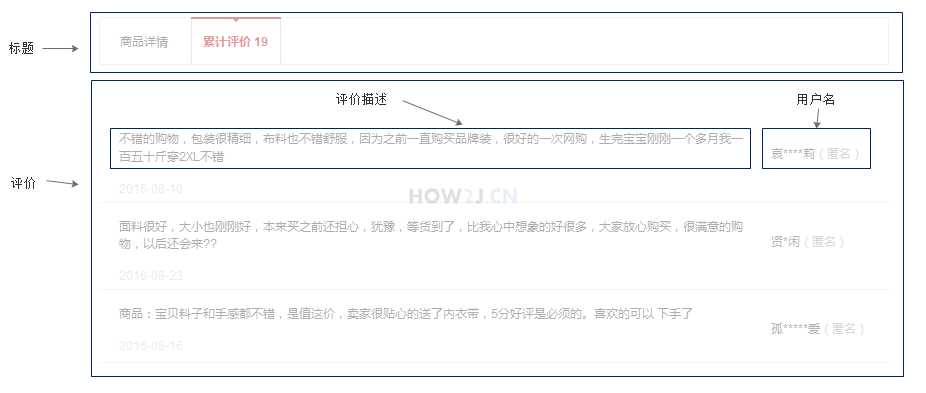 标题
商品详情
累计评价 19
评价描述
用户名
不错的购物，包装很精细，布料也不错舒服，因为之前一直购买品牌装，很好的一次网购，生完宝宝刚刚一个多月我一
百五十斤穿2XL不错
哀****莉（匿名）
评价
2016-08-10
HOW2J.CN
面料很好，大小也刚刚好，本来买之前还担心，犹豫，等货到了，比我心中想象的好很多，大家放心购买，很满意的购
物，以后还会来??
贤*闲（匿名）
2016-08-23
商品：宝贝料子和手感都不错，是值这价，卖家很贴心的送了内衣带，5分好评是必须的。喜欢的可以 下手了
孤*****爱（匿名）
2016-08-16